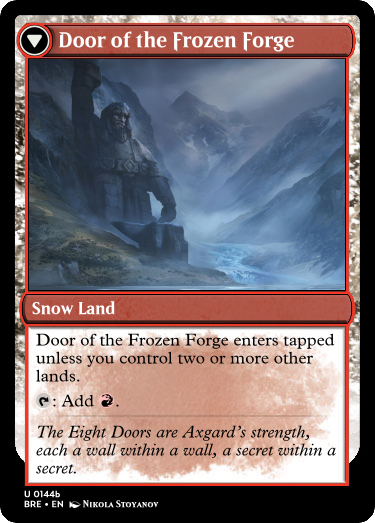 Door of the Frozen Forge
Snow Land
Door of the Frozen Forge enters tapped
unless you control two or more other
lands.
: Add .
The Eight Doors are Axgard's strength,
each a wall within a wall, a secret within a
secret.
U 0144b
BRE • EN Nikola Stoyanov